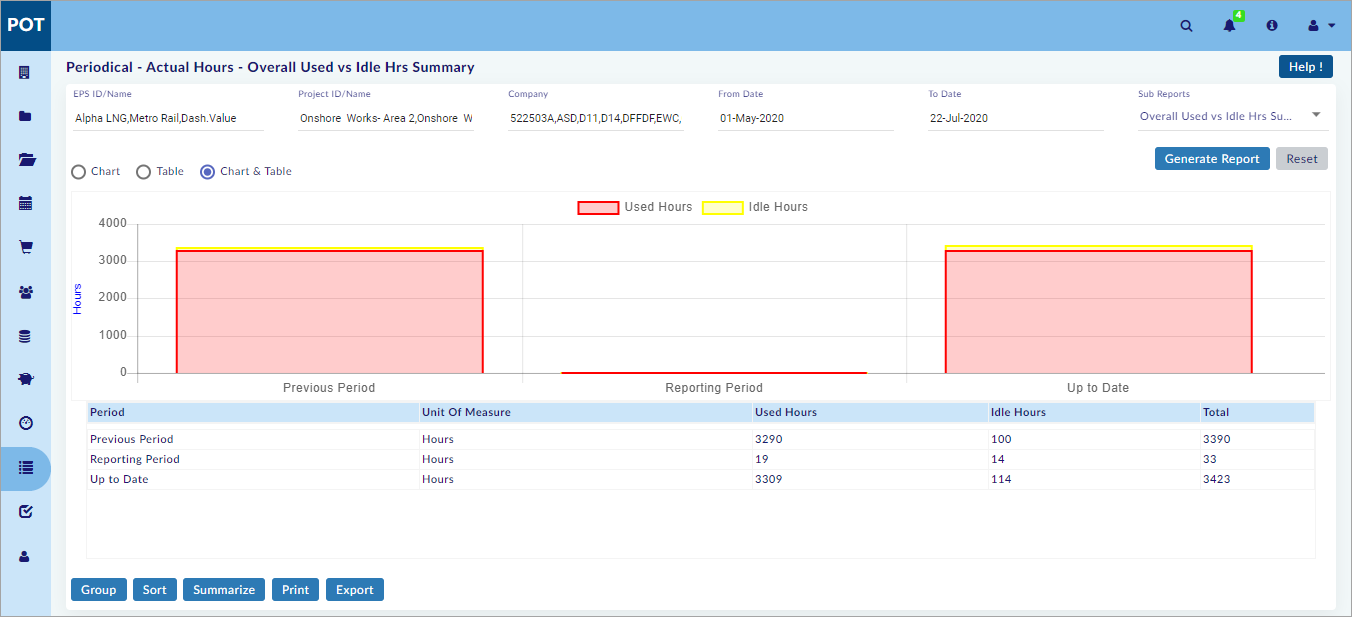 POT
4
Periodical - Actual Hours - Overall Used vs Idle Hrs Summary
Help !
EPS ID/Name Project ID/Name Company From Date To Date Sub Reports
Alpha LNG,Metro Rail,Dash.Value Onshore Works- Area 2,Onshore W 522503A,ASD,D11,D14,DFFDF,EWC, 01-May-2020 22-Jul-2020 Overall Used vs Idle Hrs Su...
Generate Report Reset
Chart Table Chart & Table
Used Hours Idle Hours
4000
3000
2000
1000
0
Hours
Previous Period Reporting Period Up to Date
Period Unit Of Measure Used Hours Idle Hours Total
Previous Period Hours 3290 100 3390
Reporting Period Hours 19 14 33
Up to Date Hours 3309 114 3423
Group Sort Summarize Print Export